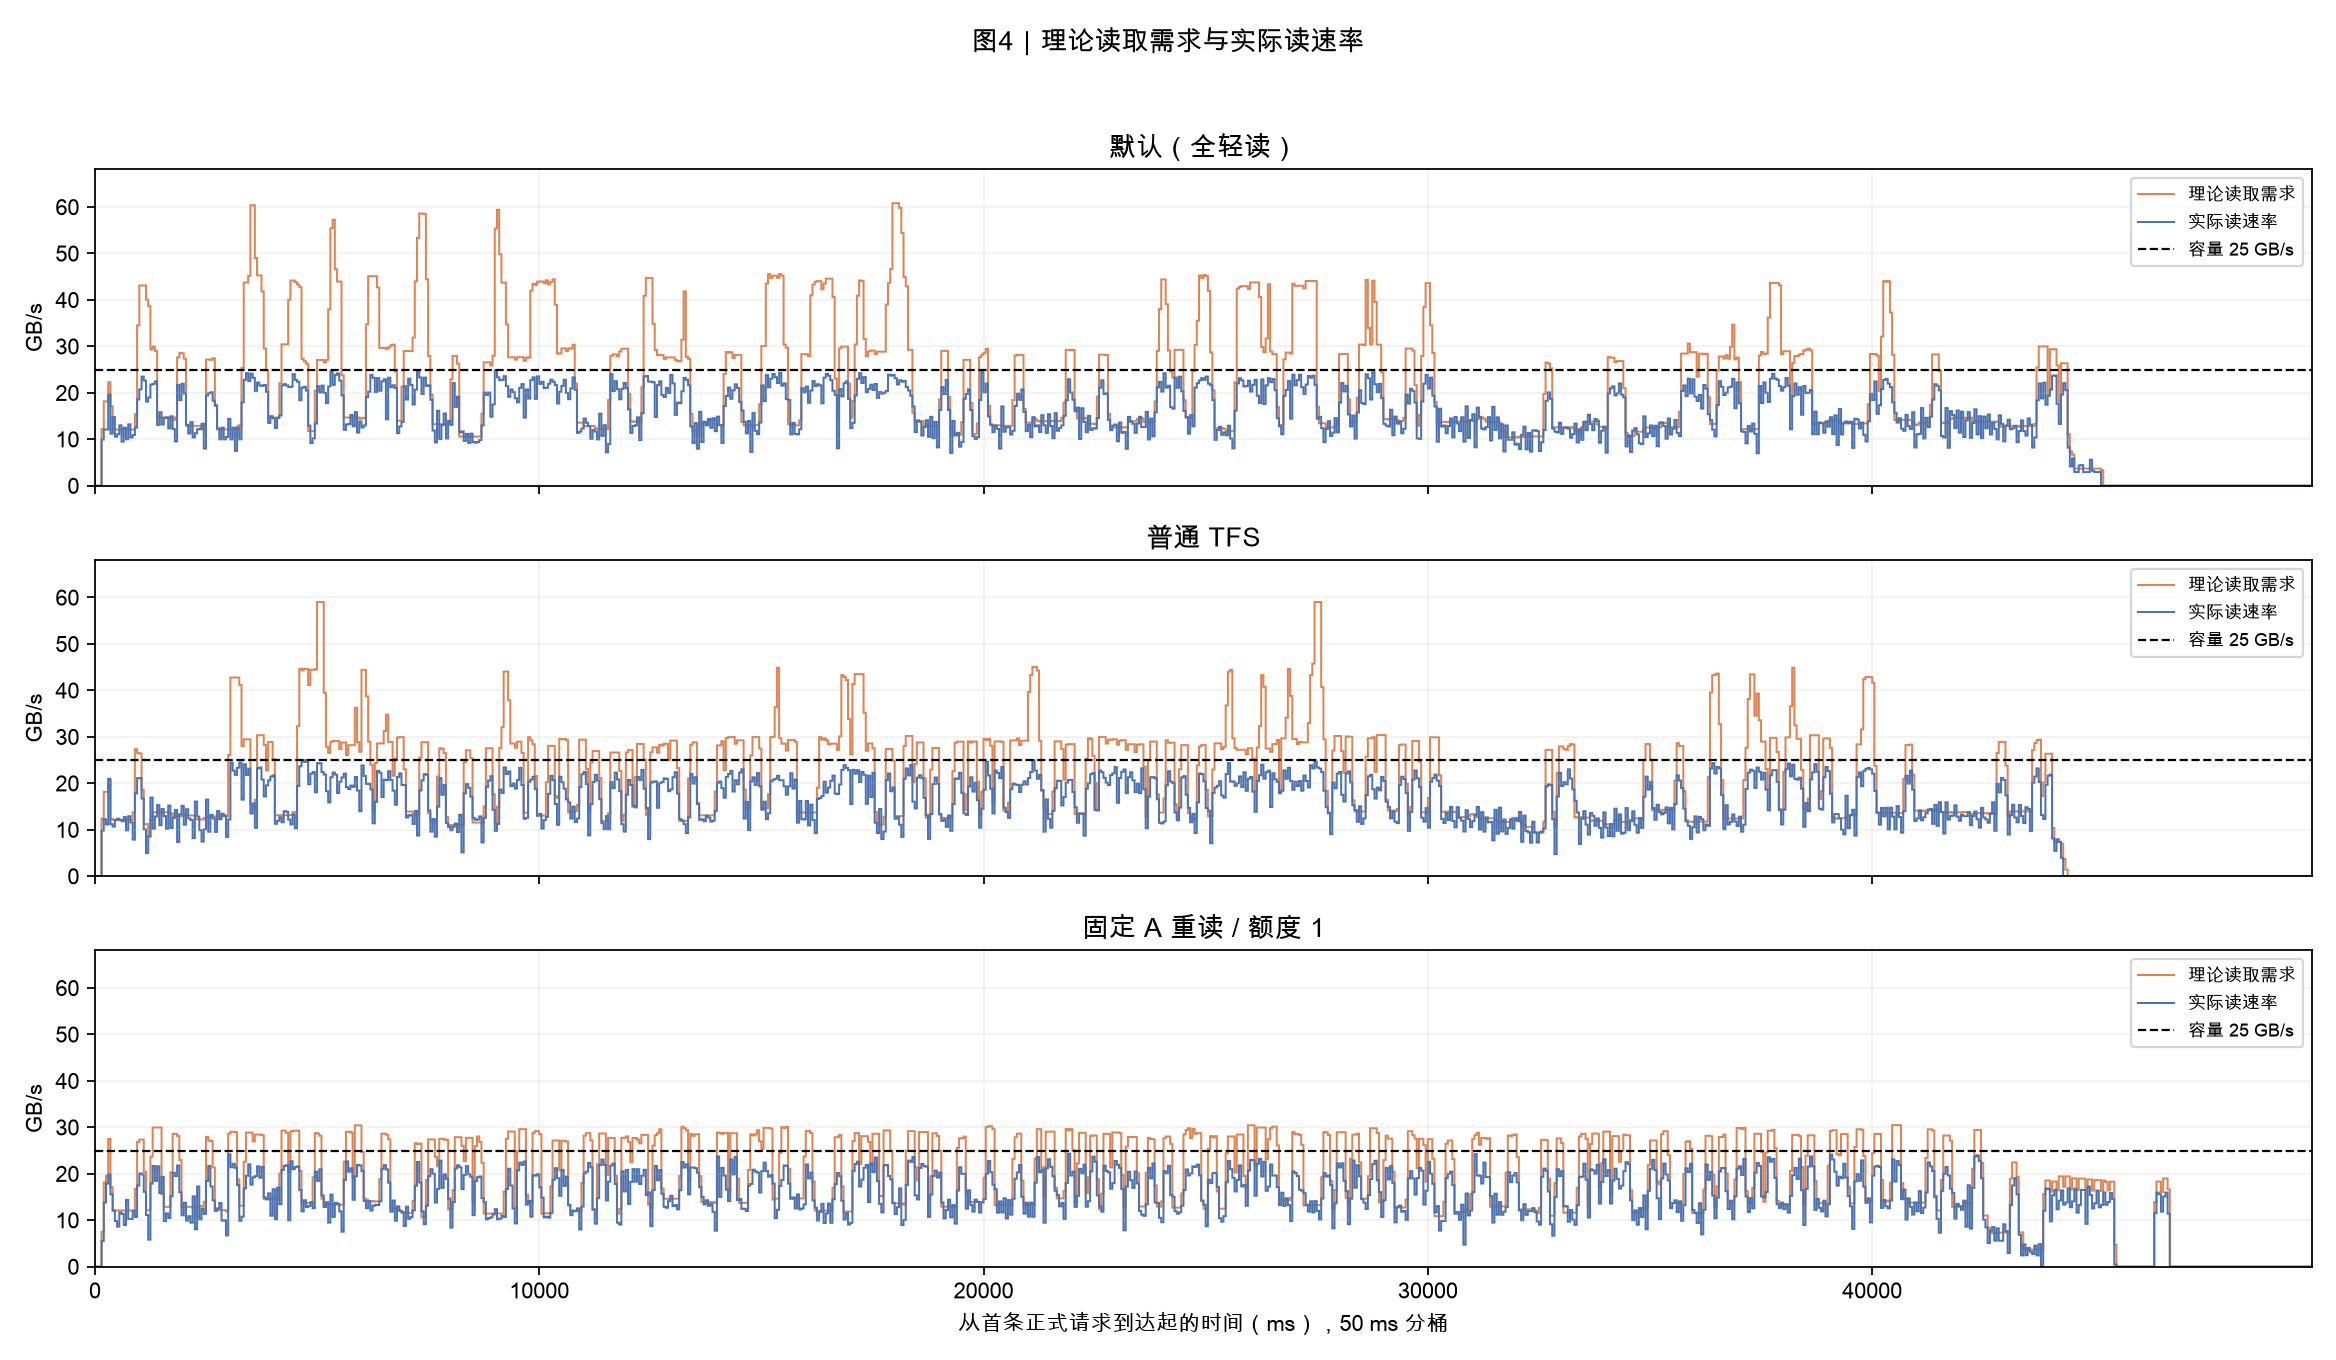 图4 | 理论读取需求与实际读速率
默认 ( 全轻读 )
60
50
40
30
20
10
0
GB/s
理论读取需求
实际读速率
容量 25 GB/s
普通 TFS
60
50
40
30
20
10
0
GB/s
理论读取需求
实际读速率
容量 25 GB/s
固定 A 重读 / 额度 1
60
50
40
30
20
10
0
GB/s
理论读取需求
实际读速率
容量 25 GB/s
0 10000 20000 30000 40000
从首条正式请求到达起的时间 ( ms ) , 50 ms 分桶